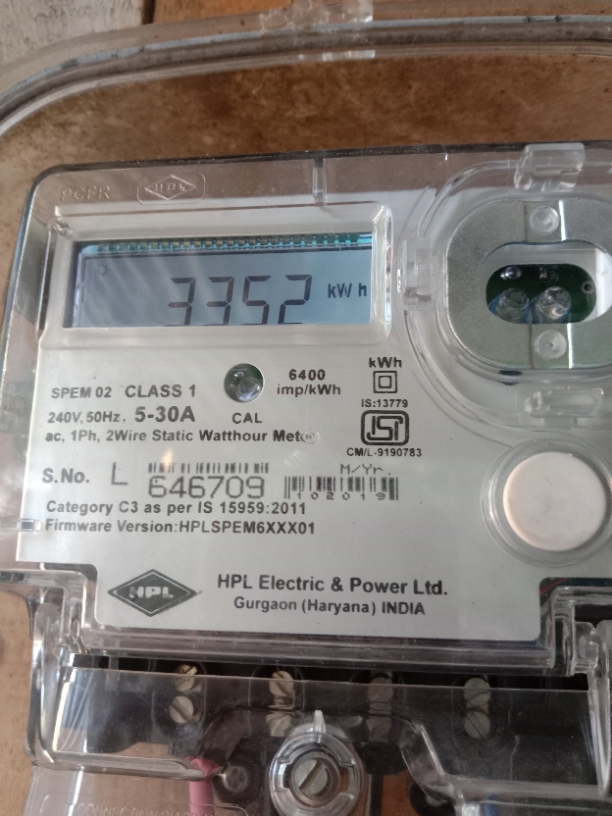 PCFR HPL
3352 kWh
6400
imp/kWh
kWh
IS:13779
SPEM 02 CLASS 1
240V, 50Hz. 5-30A
CAL
ac, 1Ph, 2Wire Static Watthour Meter
ISI
CM/L-9190783
S.No. L 646709
M/Yr.
102019
Category C3 as per IS 15959:2011
Firmware Version:HPLSPEM6XXX01
HPL
HPL Electric & Power Ltd.
Gurgaon (Haryana) INDIA